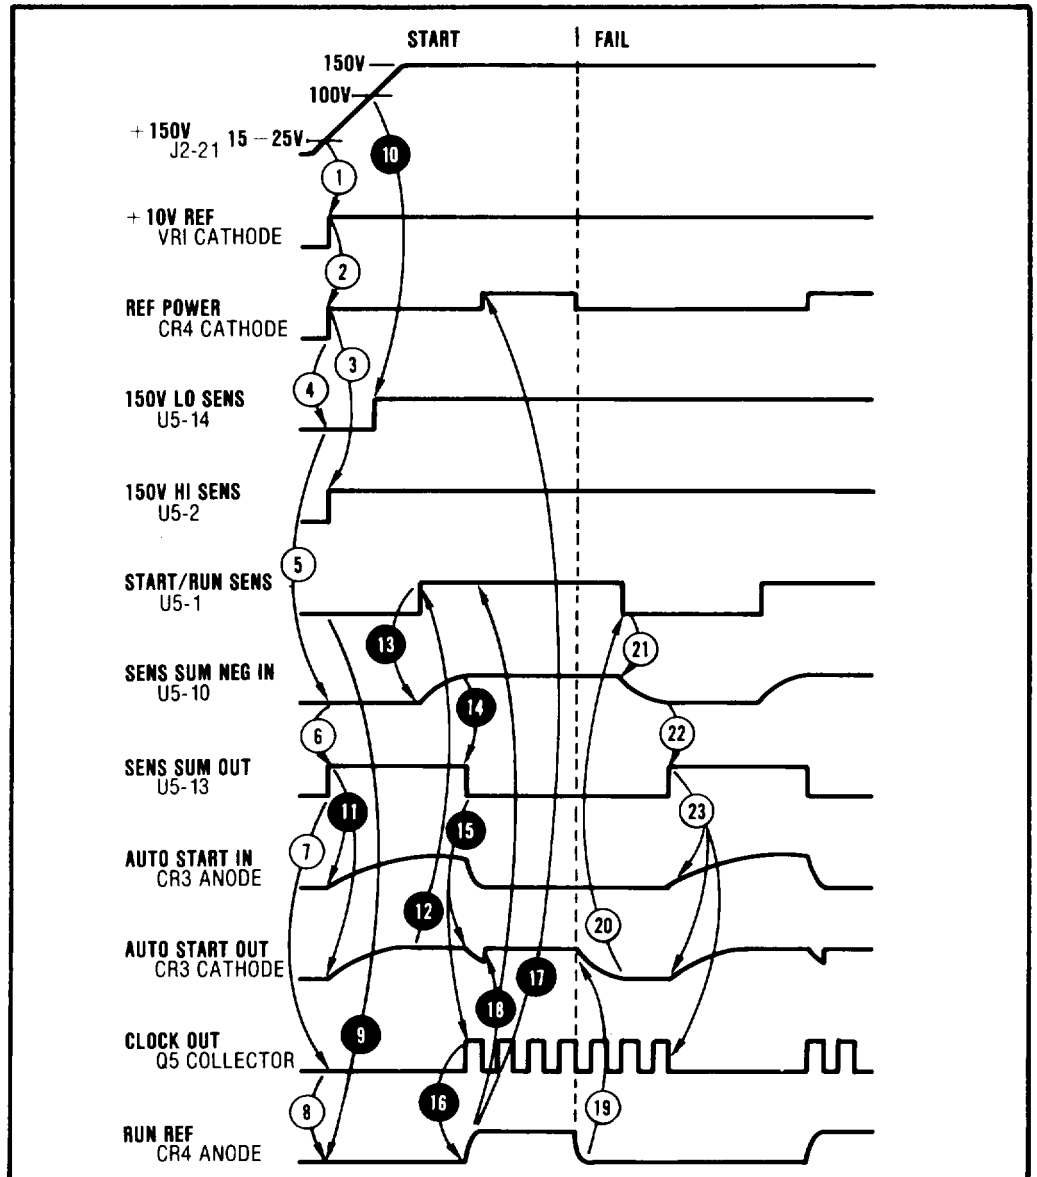 START
FAIL
150V
100V
+ 150V 15 – 25V
J2-21
10
1
+ 10V REF
VR1 CATHODE
2
REF POWER
CR4 CATHODE
3
4
150V LO SENS
U5-14
150V HI SENS
U5-2
5
START/RUN SENS
U5-1
13
21
SENS SUM NEG IN
U5-10
14
6
22
SENS SUM OUT
U5-13
11
15
23
7
AUTO START IN
CR3 ANODE
12
20
AUTO START OUT
CR3 CATHODE
17
18
9
CLOCK OUT
Q5 COLLECTOR
8
16
19
RUN REF
CR4 ANODE